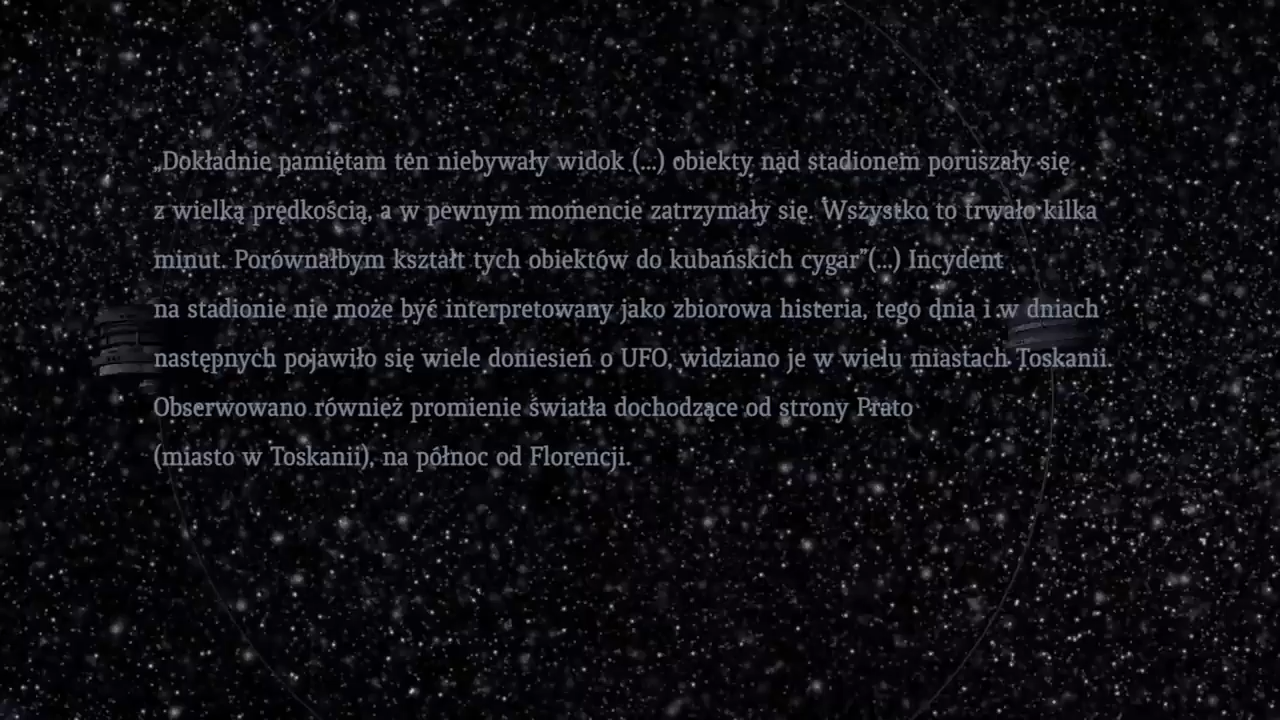 „Dokładnie pamiętam ten niebywały widok (...) obiekty nad stadionem poruszały się
z wielką prędkością, a w pewnym momencie zatrzymały się. Wszystko to trwało kilka
minut. Porównałbym kształt tych obiektów do kubańskich cygar”(...) Incydent
na stadionie nie może być interpretowany jako zbiorowa histeria, tego dnia i w dniach
następnych pojawiło się wiele doniesień o UFO, widziano je w wielu miastach Toskanii.
Obserwowano również promienie światła dochodzące od strony Prato
(miasto w Toskanii), na północ od Florencji.